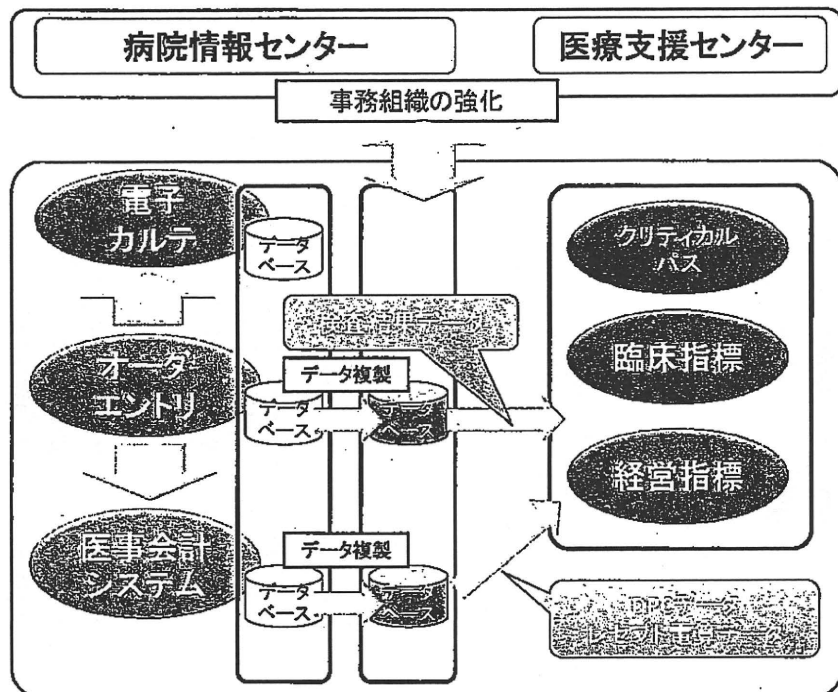 病院情報センター
医療支援センター
事務組織の強化
電子
カルテ
データ
ベース
クリティカル
パス
検査結果データ
オーダ
エントリ
データ複製
データ
ベース
データ
ベース
臨床指標
経営指標
医事会計
システム
データ複製
データ
ベース
データ
ベース
DPCデータ
レセプト電算データ